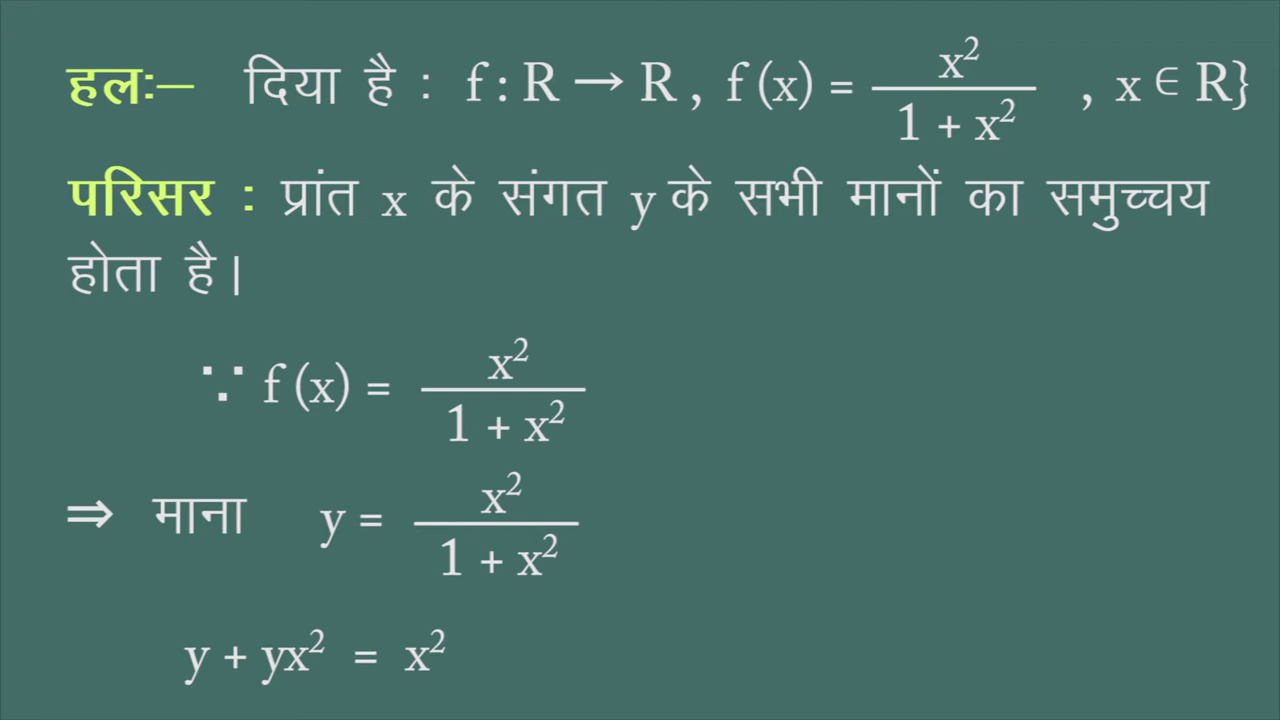 हलः— दिया है : f : R → R , f (x) = x² / 1 + x² , x ∈ R}
परिसर : प्रांत x के संगत y के सभी मानों का समुच्चय
होता है |
∵ f (x) = x² / 1 + x²
⇒ माना y = x² / 1 + x²
y + yx² = x²